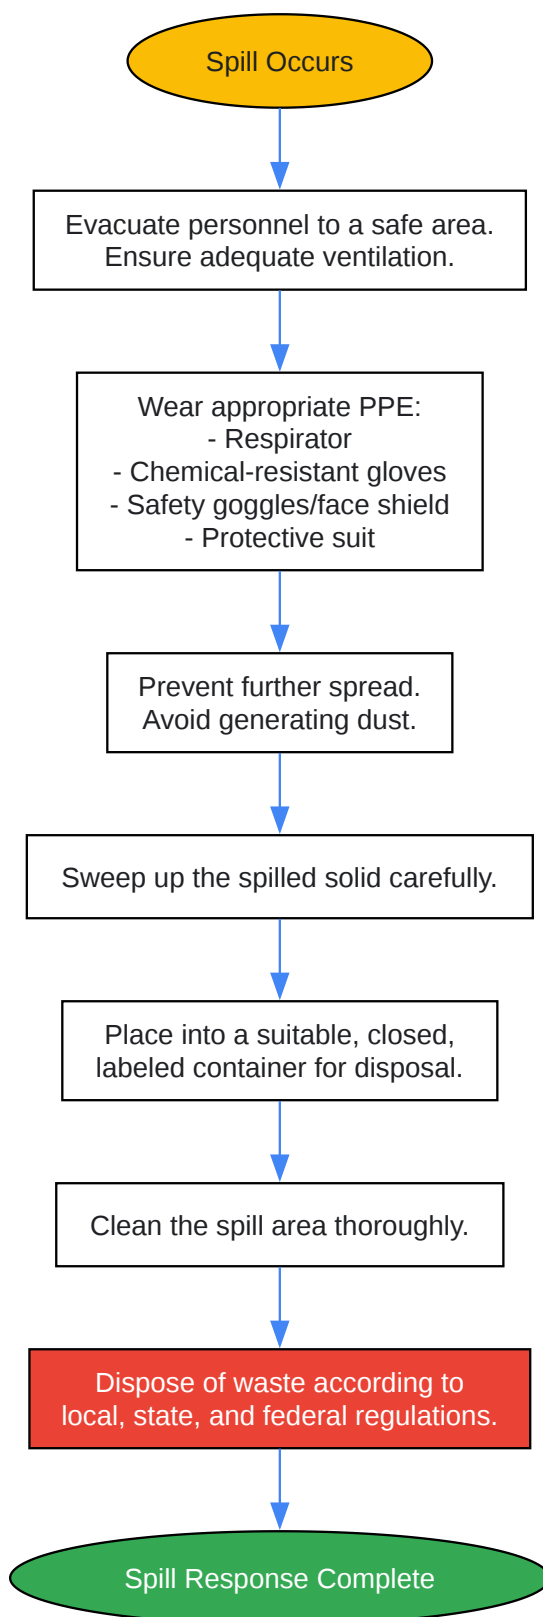 Spill Occurs
Evacuate personnel to a safe area.
Ensure adequate ventilation.
Wear appropriate PPE:
- Respirator
- Chemical-resistant gloves
- Safety goggles/face shield
- Protective suit
Prevent further spread.
Avoid generating dust.
Sweep up the spilled solid carefully.
Place into a suitable, closed,
labeled container for disposal.
Clean the spill area thoroughly.
Dispose of waste according to
local, state, and federal regulations.
Spill Response Complete